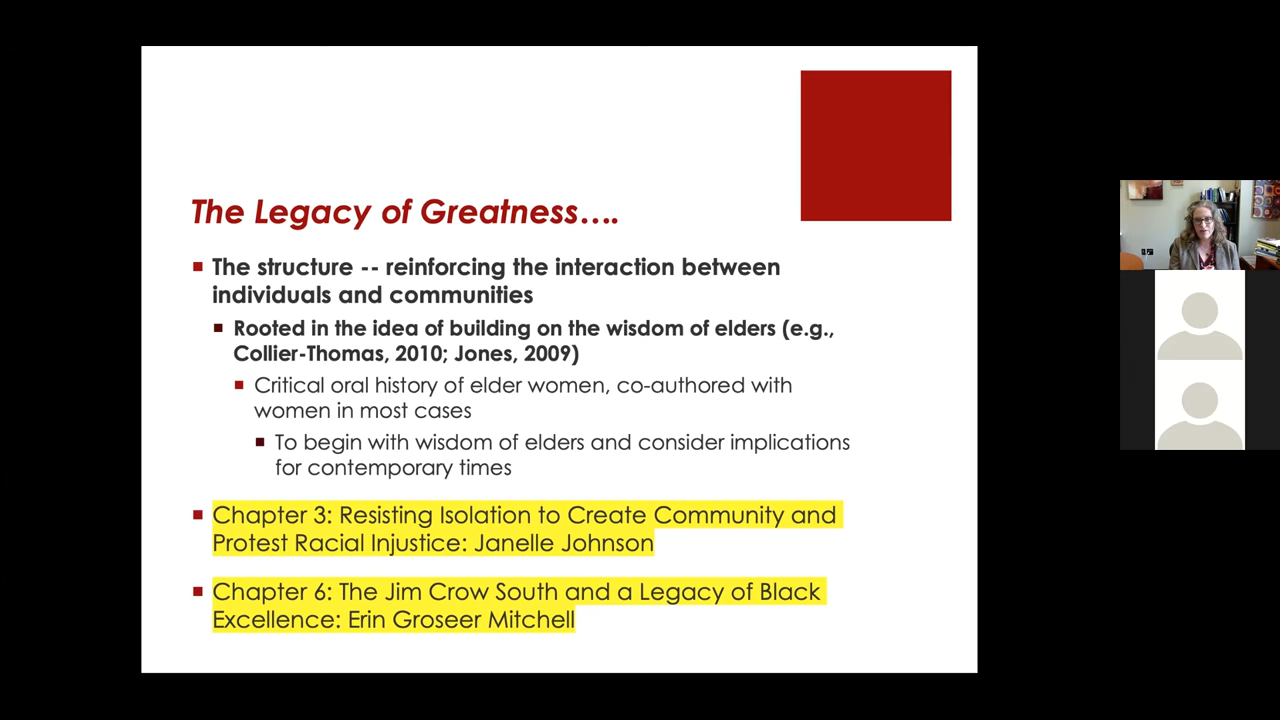 The Legacy of Greatness….
The structure -- reinforcing the interaction between
individuals and communities
Rooted in the idea of building on the wisdom of elders (e.g.,
Collier-Thomas, 2010; Jones, 2009)
Critical oral history of elder women, co-authored with
women in most cases
To begin with wisdom of elders and consider implications
for contemporary times
Chapter 3: Resisting Isolation to Create Community and
Protest Racial Injustice: Janelle Johnson
Chapter 6: The Jim Crow South and a Legacy of Black
Excellence: Erin Groseer Mitchell